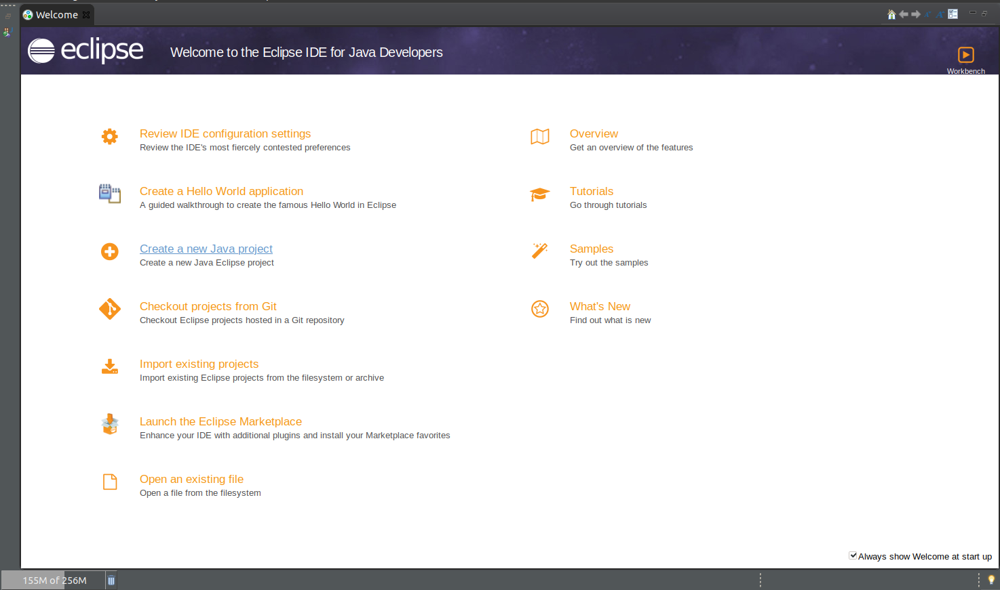 Welcome
eclipse
Welcome to the Eclipse IDE for Java Developers
Workbench
Review IDE configuration settings
Review the IDE's most fiercely contested preferences
Overview
Get an overview of the features
Create a Hello World application
A guided walkthrough to create the famous Hello World in Eclipse
Tutorials
Go through tutorials
Create a new Java project
Create a new Java Eclipse project
Samples
Try out the samples
Checkout projects from Git
Checkout Eclipse projects hosted in a Git repository
What's New
Find out what is new
Import existing projects
Import existing Eclipse projects from the filesystem or archive
Launch the Eclipse Marketplace
Enhance your IDE with additional plugins and install your Marketplace favorites
Open an existing file
Open a file from the filesystem
Always show Welcome at start up
155M of 256M